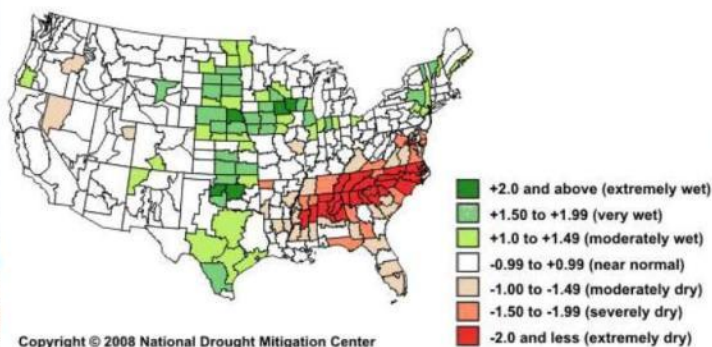 +2.0 and above (extremely wet)
+1.50 to +1.99 (very wet)
+1.0 to +1.49 (moderately wet)
-0.99 to +0.99 (near normal)
-1.00 to -1.49 (moderately dry)
-1.50 to -1.99 (severely dry)
-2.0 and less (extremely dry)
Copyright © 2008 National Drought Mitigation Center